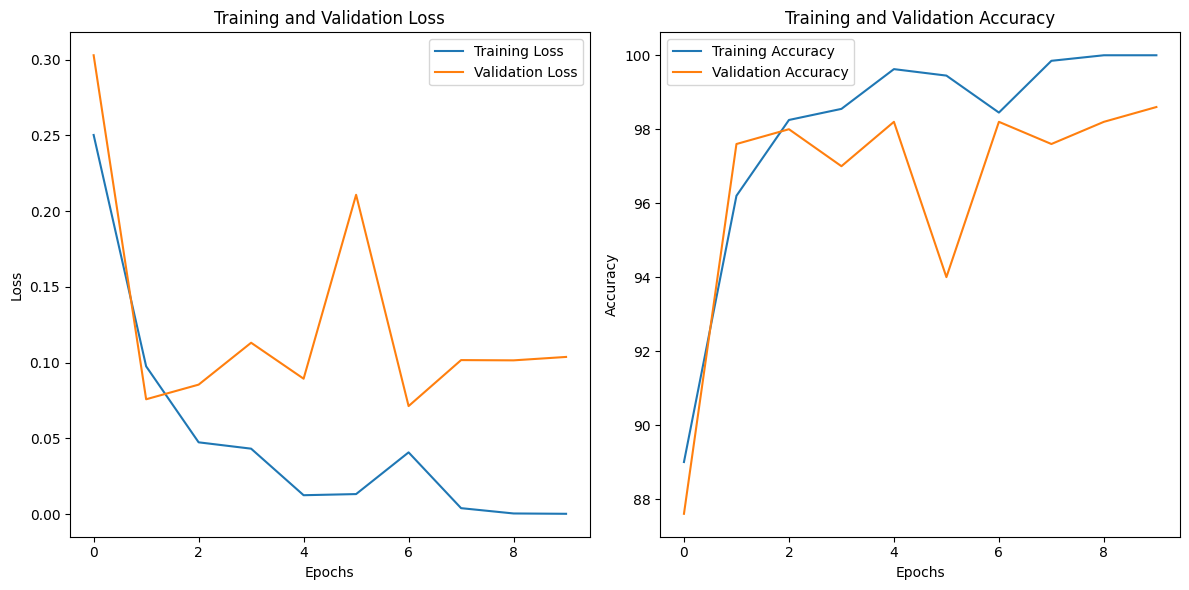 Training and Validation Loss
Training Loss
Validation Loss
0.30
0.25
0.20
0.15
0.10
0.05
0.00
Loss
0 2 4 6 8
Epochs
Training and Validation Accuracy
Training Accuracy
Validation Accuracy
100
98
96
94
92
90
88
Accuracy
0 2 4 6 8
Epochs